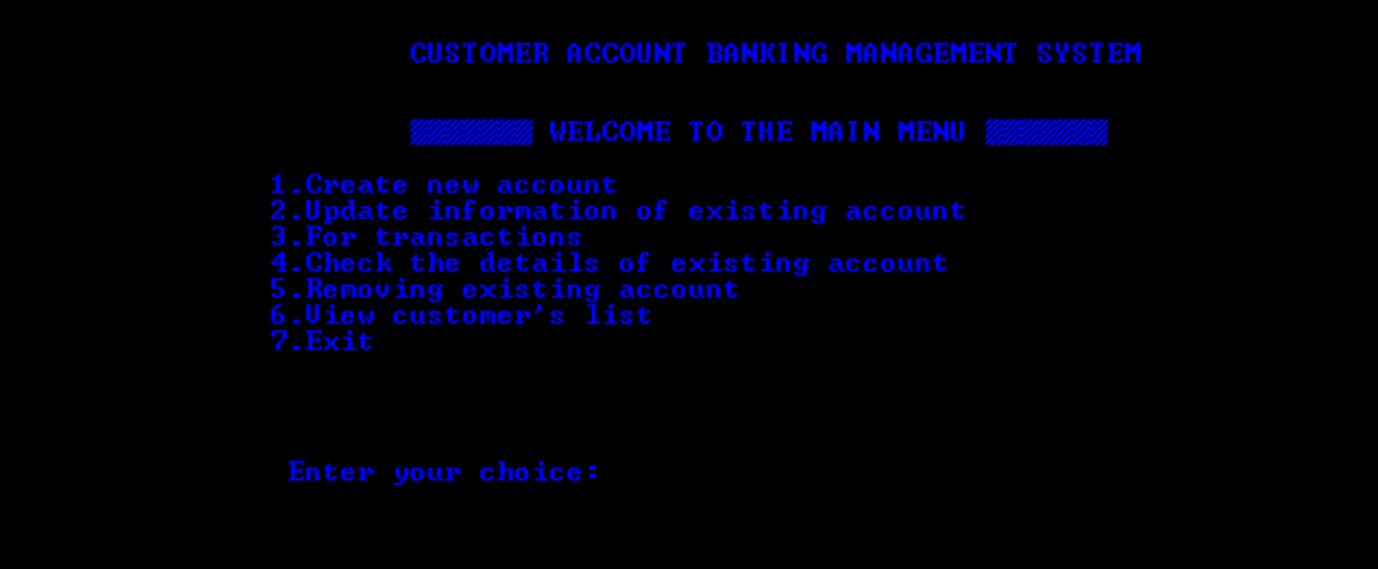 CUSTOMER ACCOUNT BANKING MANAGEMENT SYSTEM
▒▒▒▒▒▒▒ WELCOME TO THE MAIN MENU ▒▒▒▒▒▒▒
1.Create new account
2.Update information of existing account
3.For transactions
4.Check the details of existing account
5.Removing existing account
6.View customer's list
7.Exit
Enter your choice: